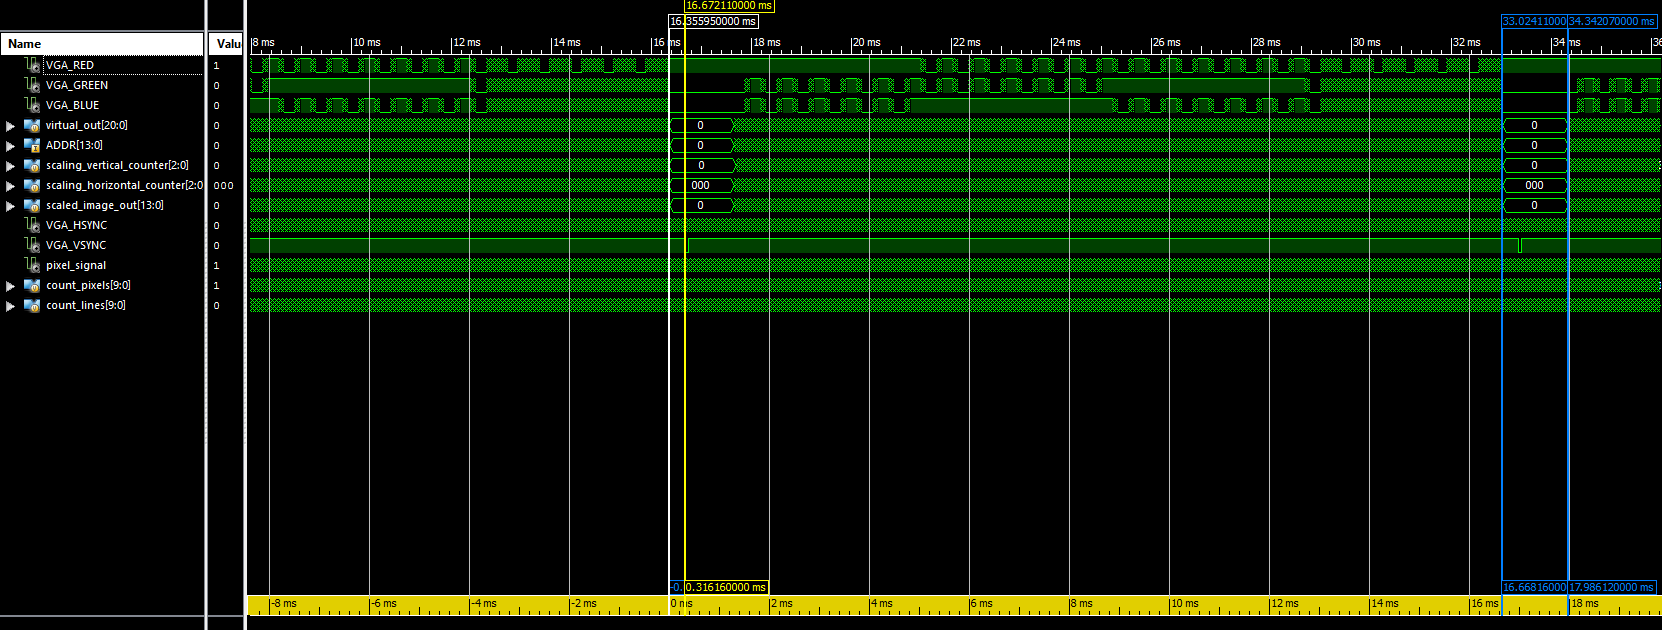 16.672110000 ms
16.355950000 ms
33.02411000 34.342070000 ms
Name Valu
8 ms 10 ms 12 ms 14 ms 16 ms 18 ms 20 ms 22 ms 24 ms 26 ms 28 ms 30 ms 32 ms 34 ms 36
VGA_RED 1
VGA_GREEN 0
VGA_BLUE 0
virtual_out[20:0] 0 0 0
ADDR[13:0] 0 0 0
scaling_vertical_counter[2:0] 0 0 0
scaling_horizontal_counter[2:0 000 000 000
scaled_image_out[13:0] 0 0 0
VGA_HSYNC 0
VGA_VSYNC 0
pixel_signal 1
count_pixels[9:0] 1
count_lines[9:0] 0
-0. 0.316160000 ms 16.66816000 17.986120000 ms
-8 ms -6 ms -4 ms -2 ms 0 ms 2 ms 4 ms 6 ms 8 ms 10 ms 12 ms 14 ms 16 ms 18 ms